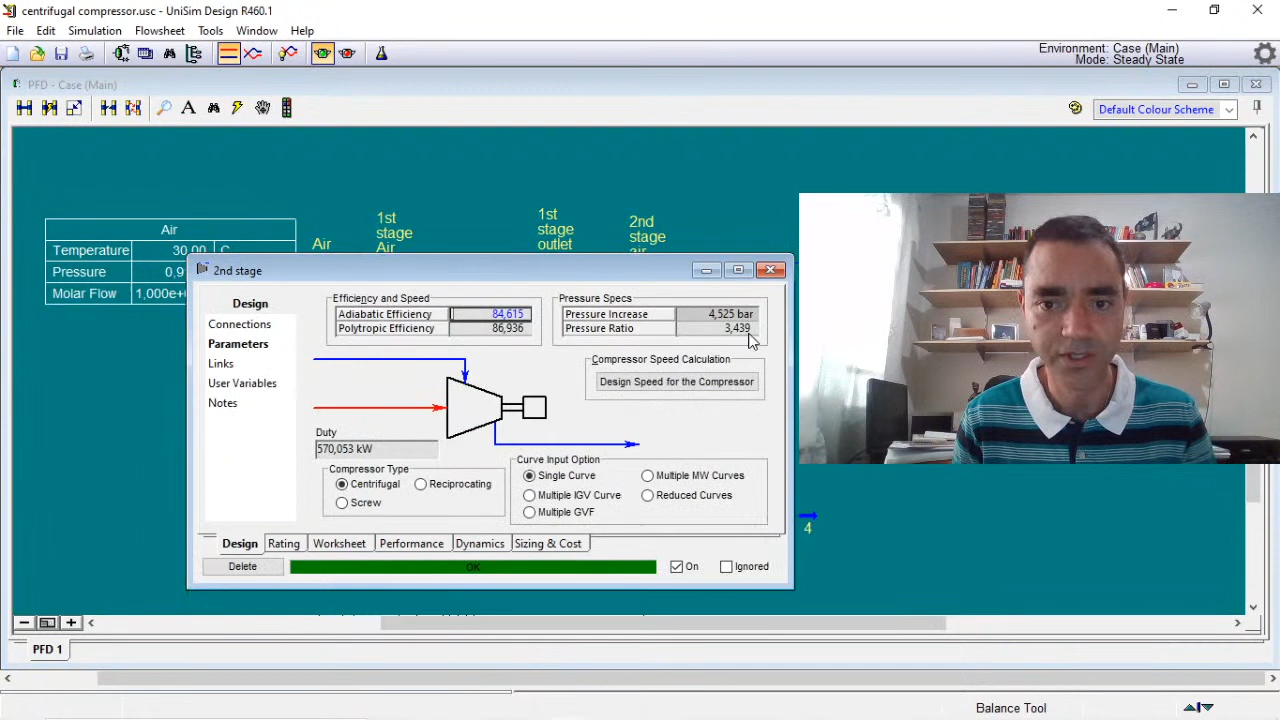 centrifugal compressor.usc - UniSim Design R460.1
File Edit Simulation Flowsheet Tools Window Help
Environment: Case (Main)
Mode: Steady State
PFD - Case (Main)
Default Colour Scheme
Air
Temperature 30,00 C
Pressure 0,9
Molar Flow 1,000e+
Air
1st
stage
Air
1st
stage
outlet
2nd
stage
air
2nd stage
Design
Connections
Parameters
Links
User Variables
Notes
Efficiency and Speed
Adiabatic Efficiency 84,615
Polytropic Efficiency 86,936
Pressure Specs
Pressure Increase 4,525 bar
Pressure Ratio 3,439
Compressor Speed Calculation
Design Speed for the Compressor
Duty
570,053 kW
Compressor Type
Centrifugal Reciprocating
Screw
Curve Input Option
Single Curve Multiple MW Curves
Multiple IGV Curve Reduced Curves
Multiple GVF
Design Rating Worksheet Performance Dynamics Sizing & Cost
Delete OK On Ignored
4
PFD 1
Balance Tool